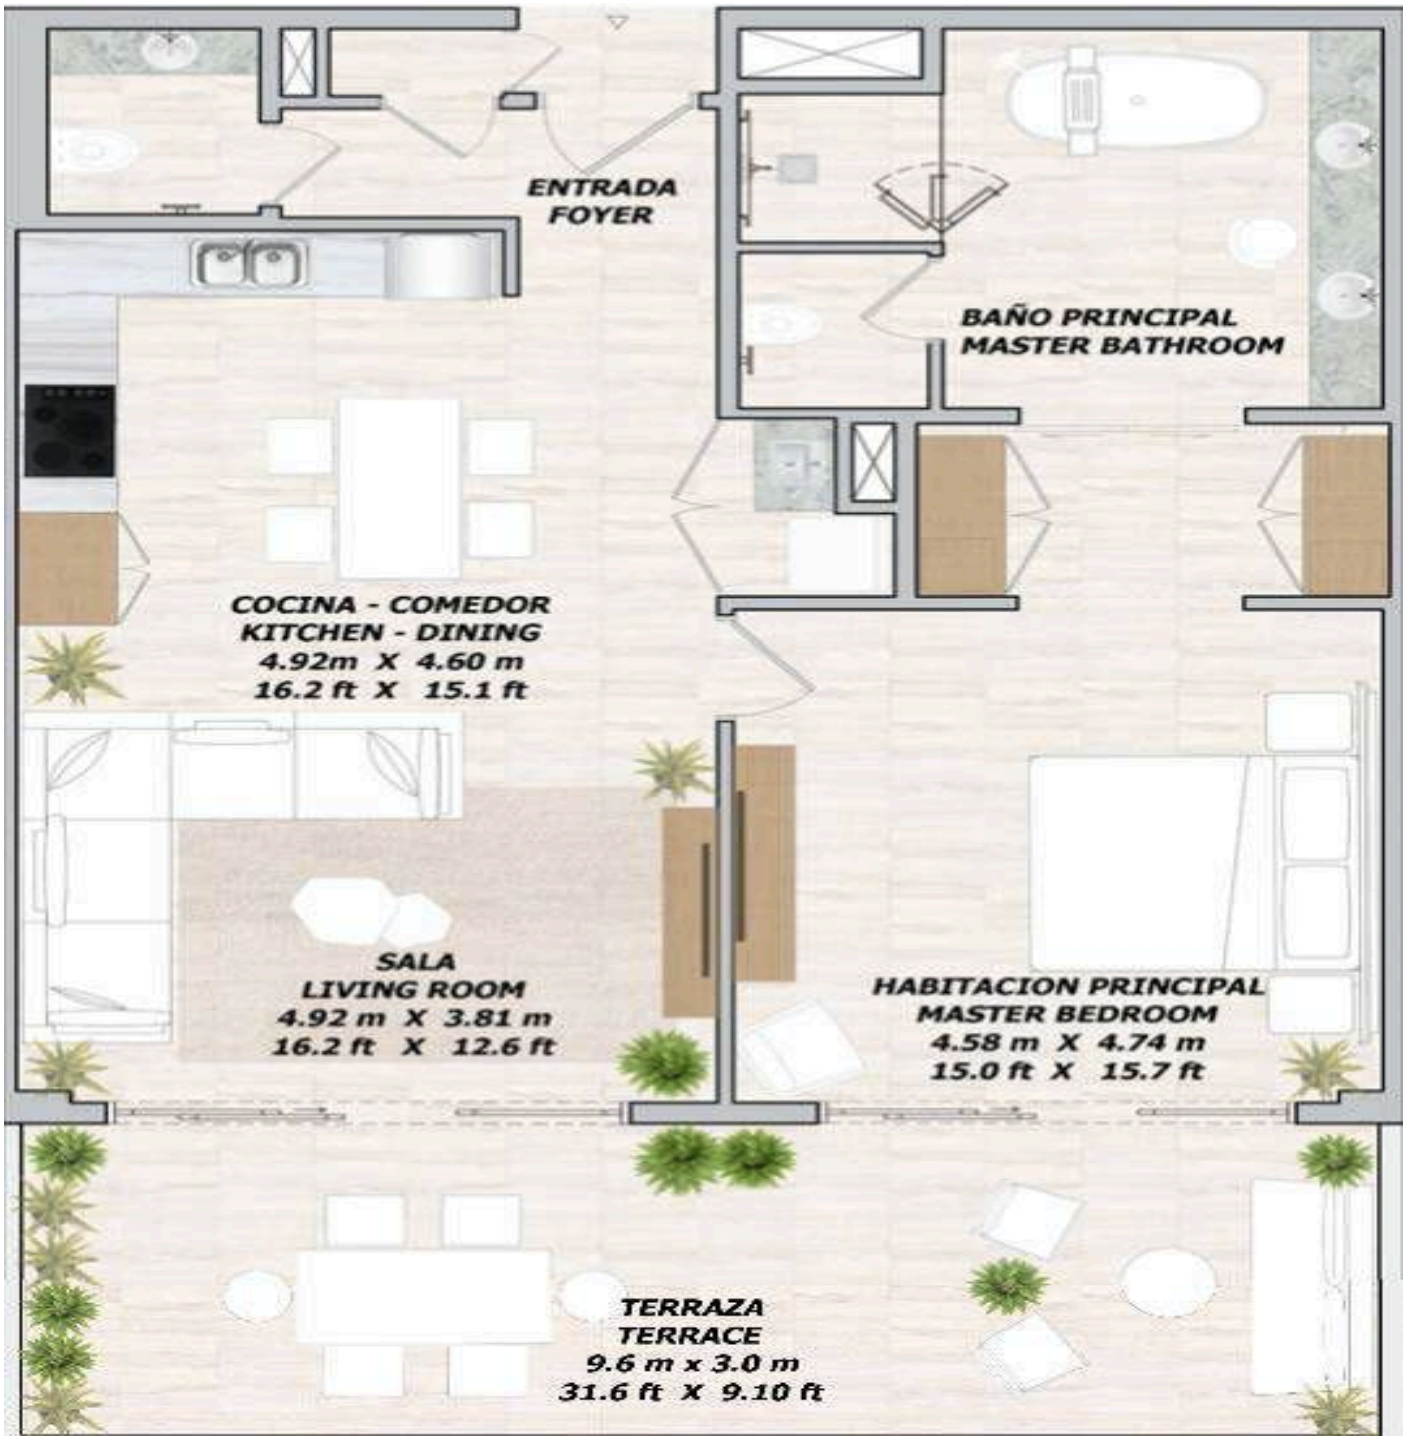 ENTRADA
FOYER
BAÑO PRINCIPAL
MASTER BATHROOM
COCINA - COMEDOR
KITCHEN - DINING
4.92m X 4.60 m
16.2 ft X 15.1 ft
SALA
LIVING ROOM
4.92 m X 3.81 m
16.2 ft X 12.6 ft
HABITACION PRINCIPAL
MASTER BEDROOM
4.58 m X 4.74 m
15.0 ft X 15.7 ft
TERRAZA
TERRACE
9.6 m x 3.0 m
31.6 ft X 9.10 ft